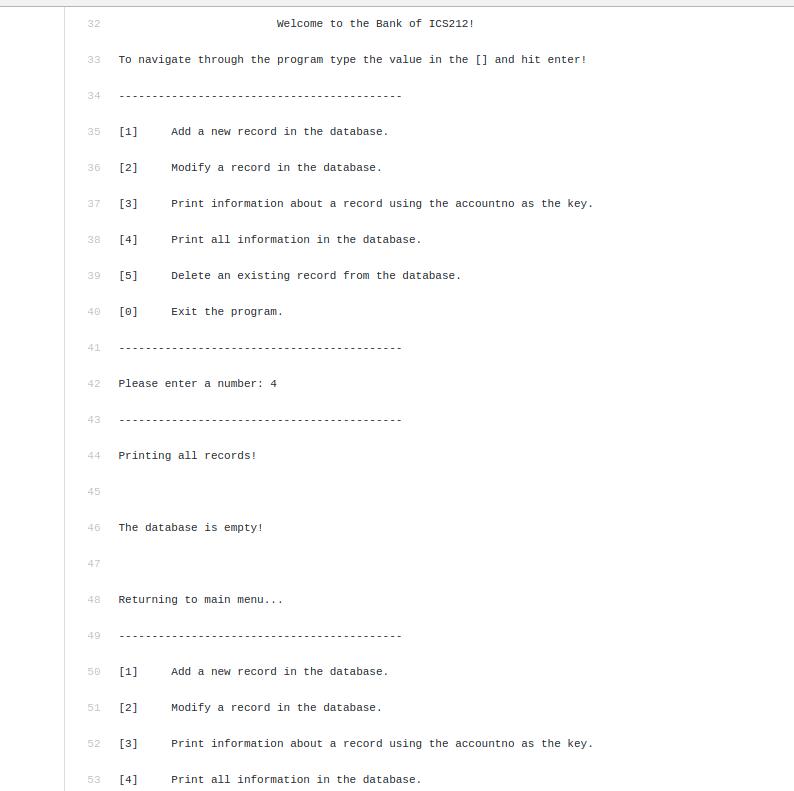 32 Welcome to the Bank of ICS212!
33 To navigate through the program type the value in the [] and hit enter!
34 -------------------------------------------
35 [1]     Add a new record in the database.
36 [2]     Modify a record in the database.
37 [3]     Print information about a record using the accountno as the key.
38 [4]     Print all information in the database.
39 [5]     Delete an existing record from the database.
40 [0]     Exit the program.
41 -------------------------------------------
42 Please enter a number: 4
43 -------------------------------------------
44 Printing all records!
45
46 The database is empty!
47
48 Returning to main menu...
49 -------------------------------------------
50 [1]     Add a new record in the database.
51 [2]     Modify a record in the database.
52 [3]     Print information about a record using the accountno as the key.
53 [4]     Print all information in the database.